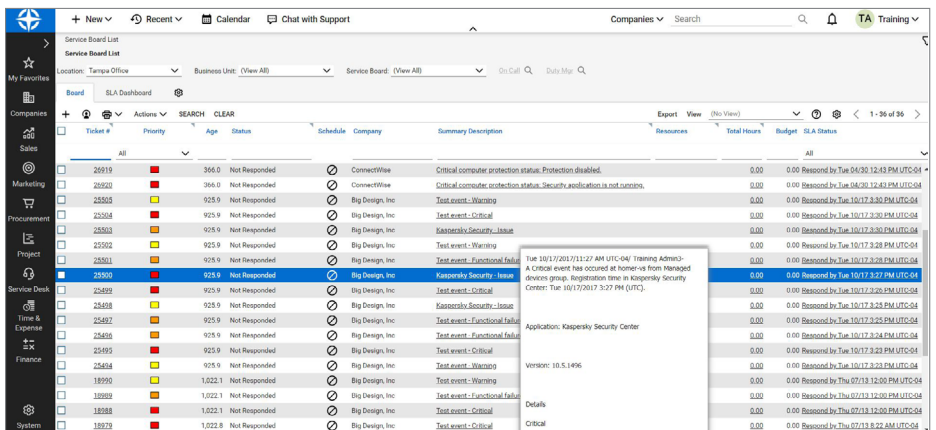 + New Recent Calendar Chat with Support Companies Search TA Training
Service Board List
Service Board List
Location: Tampa Office Business Unit: (View All) Service Board: (View All) On Call Duty Mgr
Board SLA Dashboard
Actions SEARCH CLEAR Export View (No View) 1 - 36 of 36
Ticket # Priority Age Status Schedule Company Summary Description Resources Total Hours Budget SLA Status
All All
26919 366.0 Not Responded ConnectWise Critical computer protection status: Protection disabled. 0.00 0.00 Respond by Tue 04/30 12:43 PM UTC-04
26920 366.0 Not Responded ConnectWise Critical computer protection status: Security application is not running. 0.00 0.00 Respond by Tue 04/30 12:43 PM UTC-04
25505 925.9 Not Responded Big Design, Inc Test event - Warning 0.00 0.00 Respond by Tue 10/17 3:30 PM UTC-04
25504 925.9 Not Responded Big Design, Inc Test event - Critical 0.00 0.00 Respond by Tue 10/17 3:30 PM UTC-04
25503 925.9 Not Responded Big Design, Inc Kaspersky Security - Issue 0.00 0.00 Respond by Tue 10/17 3:30 PM UTC-04
25502 925.9 Not Responded Big Design, Inc Test event - Warning 0.00 0.00 Respond by Tue 10/17 3:28 PM UTC-04
25501 925.9 Not Responded Big Design, Inc Test event - Functional failur 0.00 0.00 Respond by Tue 10/17 3:28 PM UTC-04
25500 925.9 Not Responded Big Design, Inc Kaspersky Security - Issue 0.00 0.00 Respond by Tue 10/17 3:27 PM UTC-04
25499 925.9 Not Responded Big Design, Inc Test event - Critical 0.00 0.00 Respond by Tue 10/17 3:26 PM UTC-04
25498 925.9 Not Responded Big Design, Inc Kaspersky Security - Issue 0.00 0.00 Respond by Tue 10/17 3:25 PM UTC-04
25497 925.9 Not Responded Big Design, Inc Test event - Functional failur 0.00 0.00 Respond by Tue 10/17 3:25 PM UTC-04
25496 925.9 Not Responded Big Design, Inc Test event - Functional failur 0.00 0.00 Respond by Tue 10/17 3:24 PM UTC-04
25495 925.9 Not Responded Big Design, Inc Test event - Critical 0.00 0.00 Respond by Tue 10/17 3:23 PM UTC-04
25494 925.9 Not Responded Big Design, Inc Test event - Warning 0.00 0.00 Respond by Tue 10/17 3:23 PM UTC-04
18990 1,022.1 Not Responded Big Design, Inc Test event - Warning 0.00 0.00 Respond by Thu 07/13 12:00 PM UTC-04
18989 1,022.1 Not Responded Big Design, Inc Test event - Functional failur 0.00 0.00 Respond by Thu 07/13 12:00 PM UTC-04
18988 1,022.1 Not Responded Big Design, Inc Test event - Critical 0.00 0.00 Respond by Thu 07/13 12:00 PM UTC-04
18979 1,022.8 Not Responded Big Design, Inc Test event - Critical 0.00 0.00 Respond by Thu 07/13 8:22 AM UTC-04
Tue 10/17/2017/11:27 AM UTC-04/ Training Admin3-
A Critical event has occured at homer-vs from Managed
devices group. Registration time in Kaspersky Security
Center: Tue 10/17/2017 3:27 PM (UTC).
Application: Kaspersky Security Center
Version: 10.5.1496
Details
Critical
My Favorites
Companies
Sales
Marketing
Procurement
Project
Service Desk
Time &
Expense
Finance
System